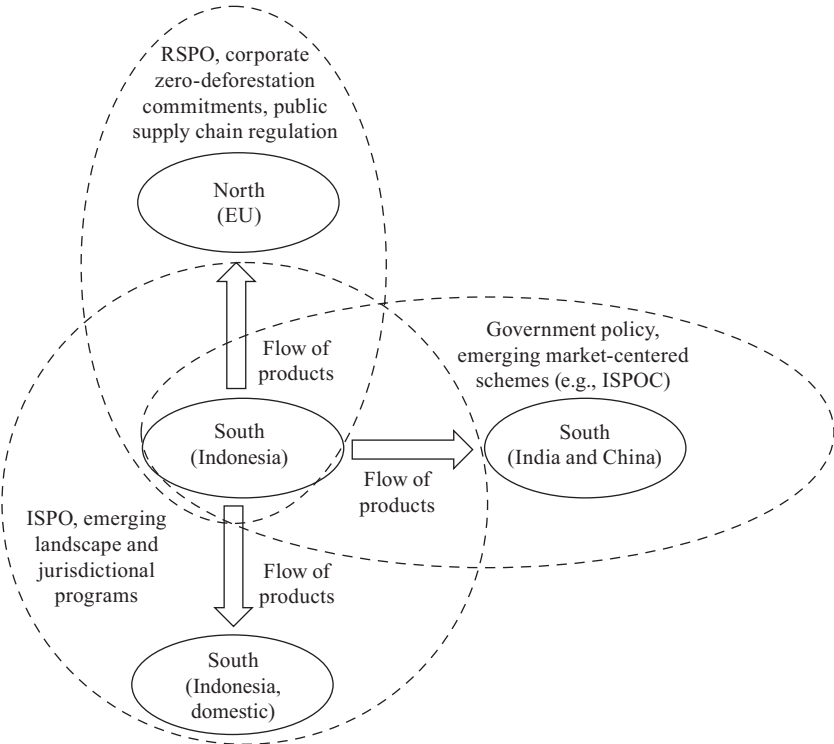 RSPO, corporate
zero-deforestation
commitments, public
supply chain regulation
North
(EU)
Flow of
products
Government policy,
emerging market-centered
schemes (e.g., ISPOC)
South
(Indonesia)
South
(India and China)
Flow of
products
ISPO, emerging
landscape and
jurisdictional
programs
Flow of
products
South
(Indonesia,
domestic)